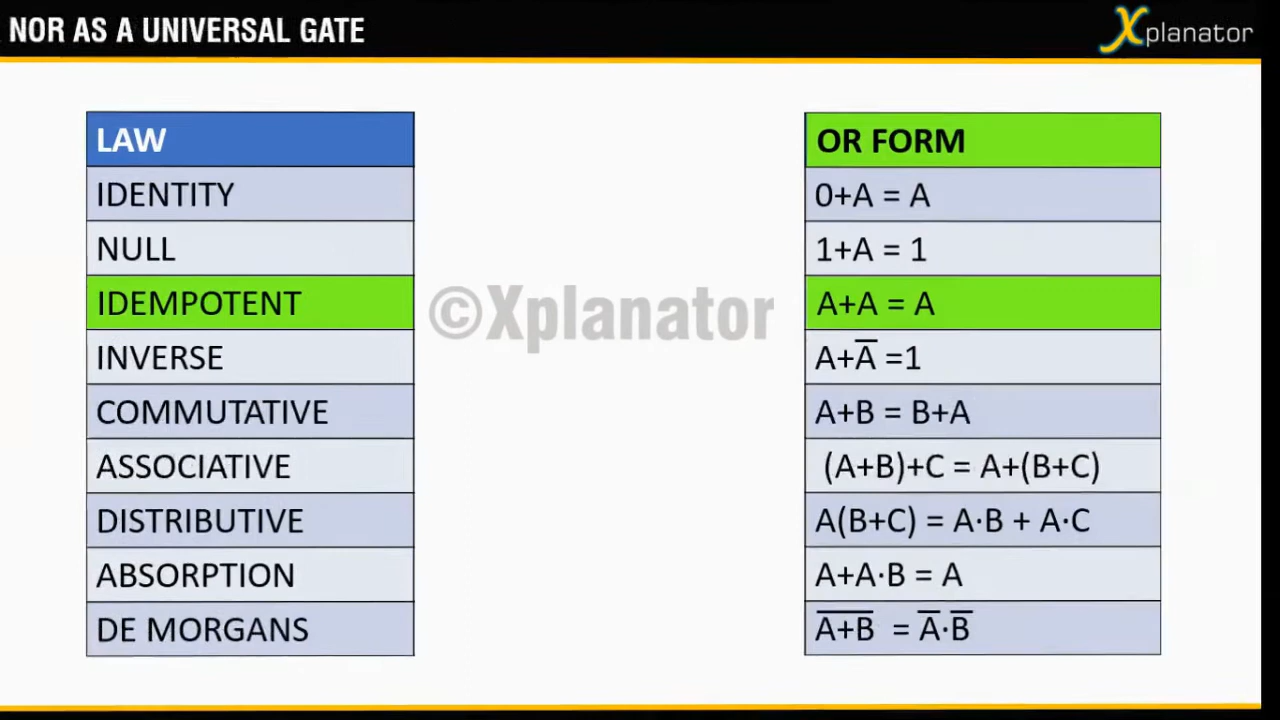 NOR AS A UNIVERSAL GATE
Xplanator
LAW OR FORM
IDENTITY 0+A = A
NULL 1+A = 1
IDEMPOTENT A+A = A
©Xplanator
INVERSE A+A̅ =1
COMMUTATIVE A+B = B+A
ASSOCIATIVE (A+B)+C = A+(B+C)
DISTRIBUTIVE A(B+C) = A·B + A·C
ABSORPTION A+A·B = A
DE MORGANS A̅+̅B̅ = A̅·B̅